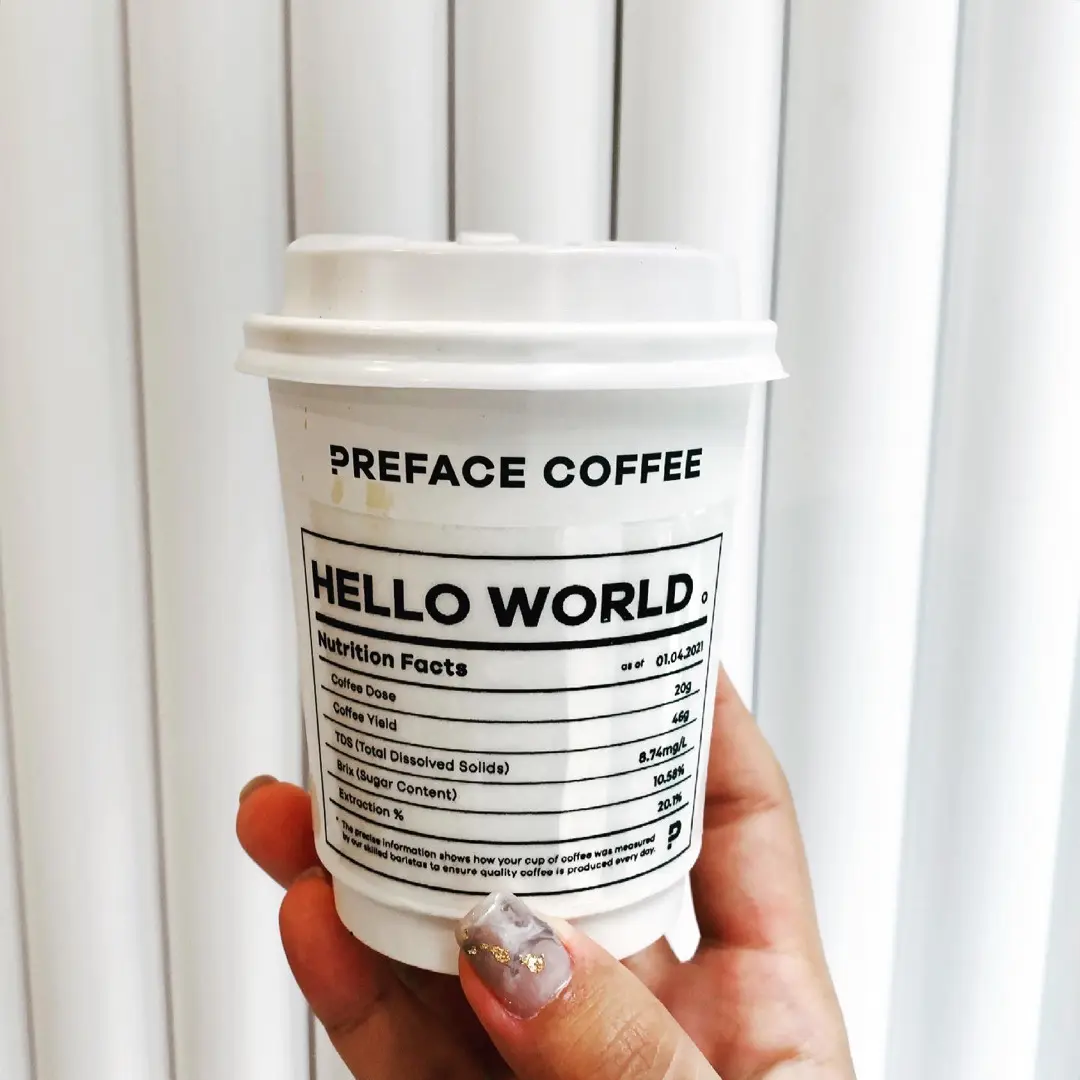 PREFACE COFFEE
HELLO WORLD
Nutrition Facts as of 01.04.2021
Coffee Dose 20g
Coffee Yield 46g
TDS (Total Dissolved Solids) 8.74mg/L
Brix (Sugar Content) 10.58%
Extraction % 20.1%
* The precise information shows how your cup of coffee was measured
by our skilled baristas to ensure quality coffee is produced every day.